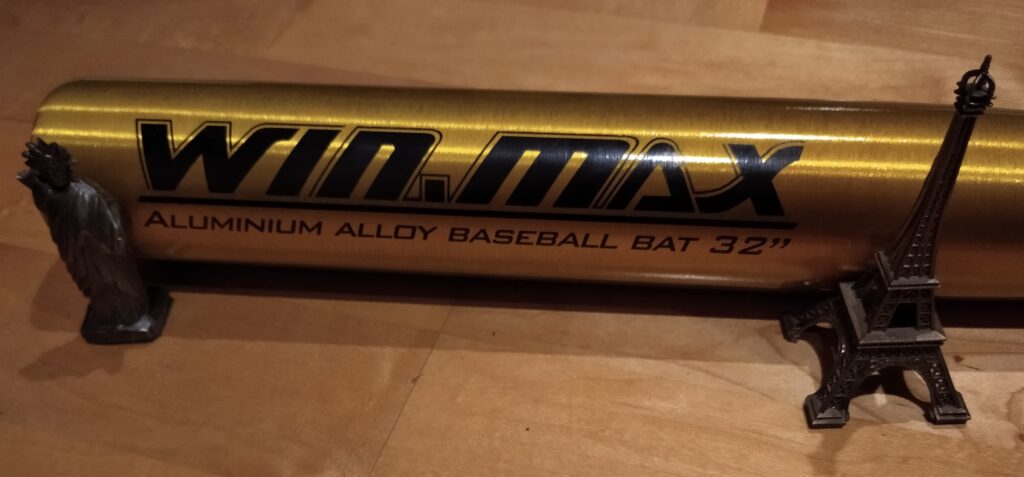 WIN.MAX
ALUMINIUM ALLOY BASEBALL BAT 32”